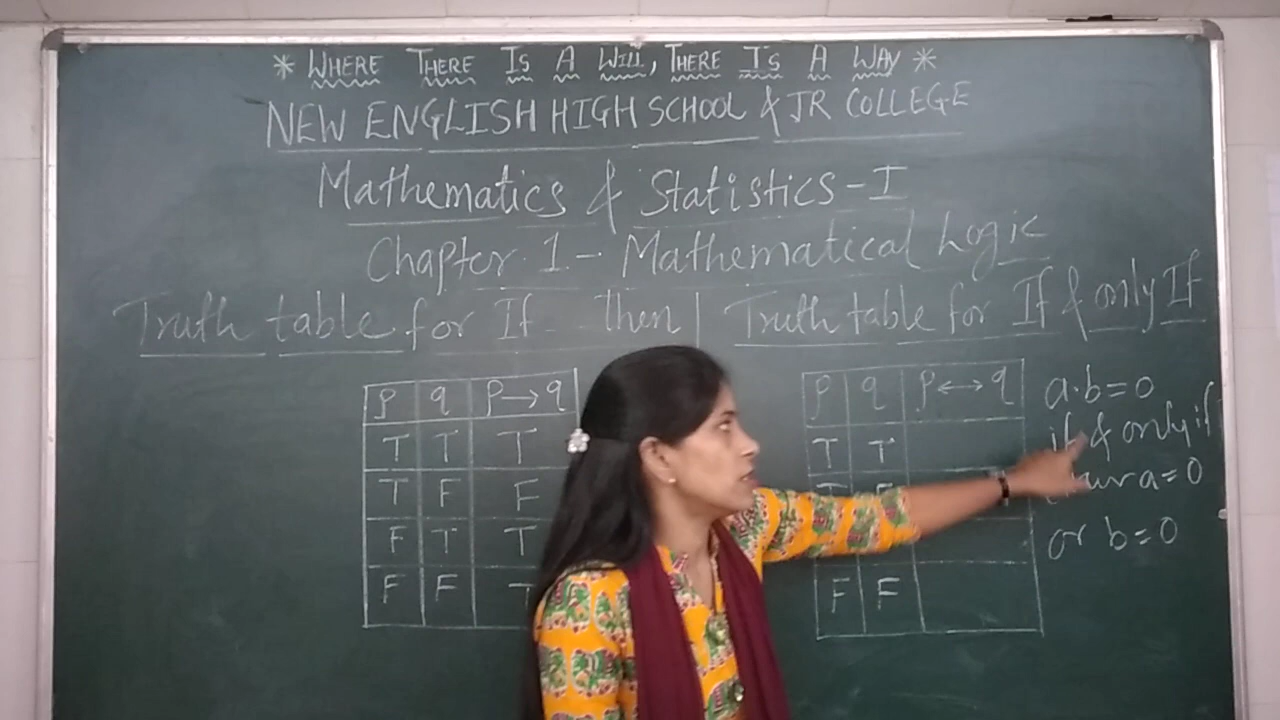 * WHERE THERE IS A WILL, THERE IS A WAY *
NEW ENGLISH HIGH SCHOOL & JR COLLEGE
Mathematics & Statistics - I
Chapter 1 - Mathematical Logic
Truth table for If then | Truth table for If & only If
p q p→q
T T T
T F F
F T T
F F T
p q p↔q
T T
T F
F F
a·b=0
if & only if
a=0
or b=0